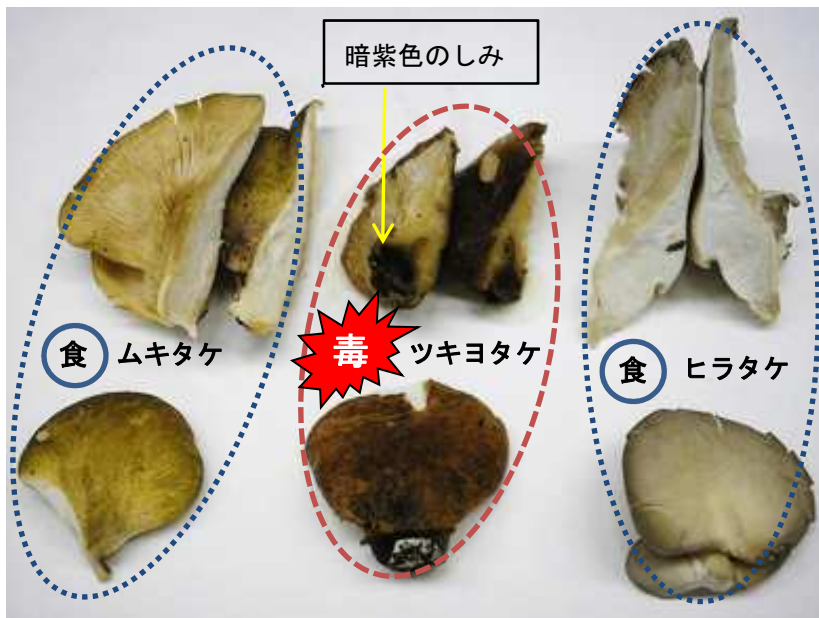 暗紫色のしみ
食 ムキタケ
毒 ツキヨタケ
食 ヒラタケ